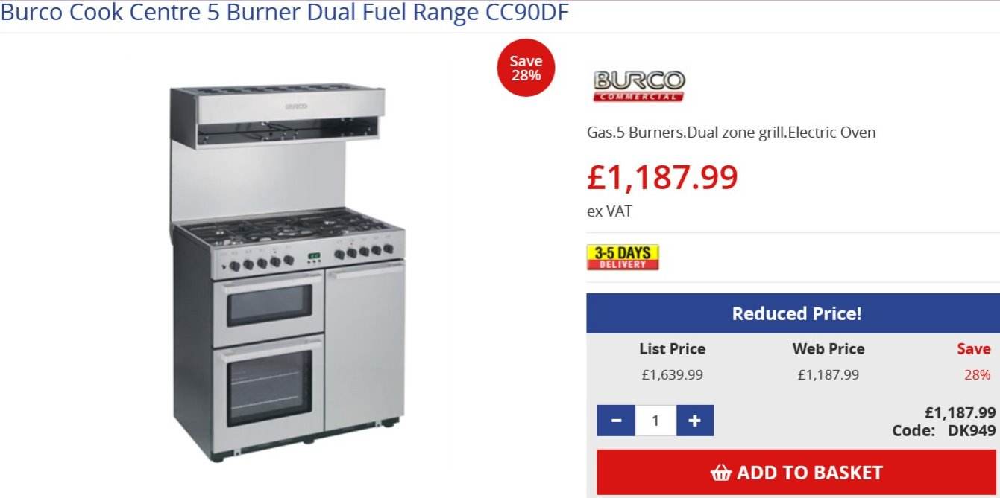 Burco Cook Centre 5 Burner Dual Fuel Range CC90DF
Save
28%
BURCO
BURCO
COMMERCIAL
Gas.5 Burners.Dual zone grill.Electric Oven
£1,187.99
ex VAT
3-5 DAYS
DELIVERY
Reduced Price!
List Price Web Price Save
£1,639.99 £1,187.99 28%
- 1 +
£1,187.99
Code: DK949
ADD TO BASKET